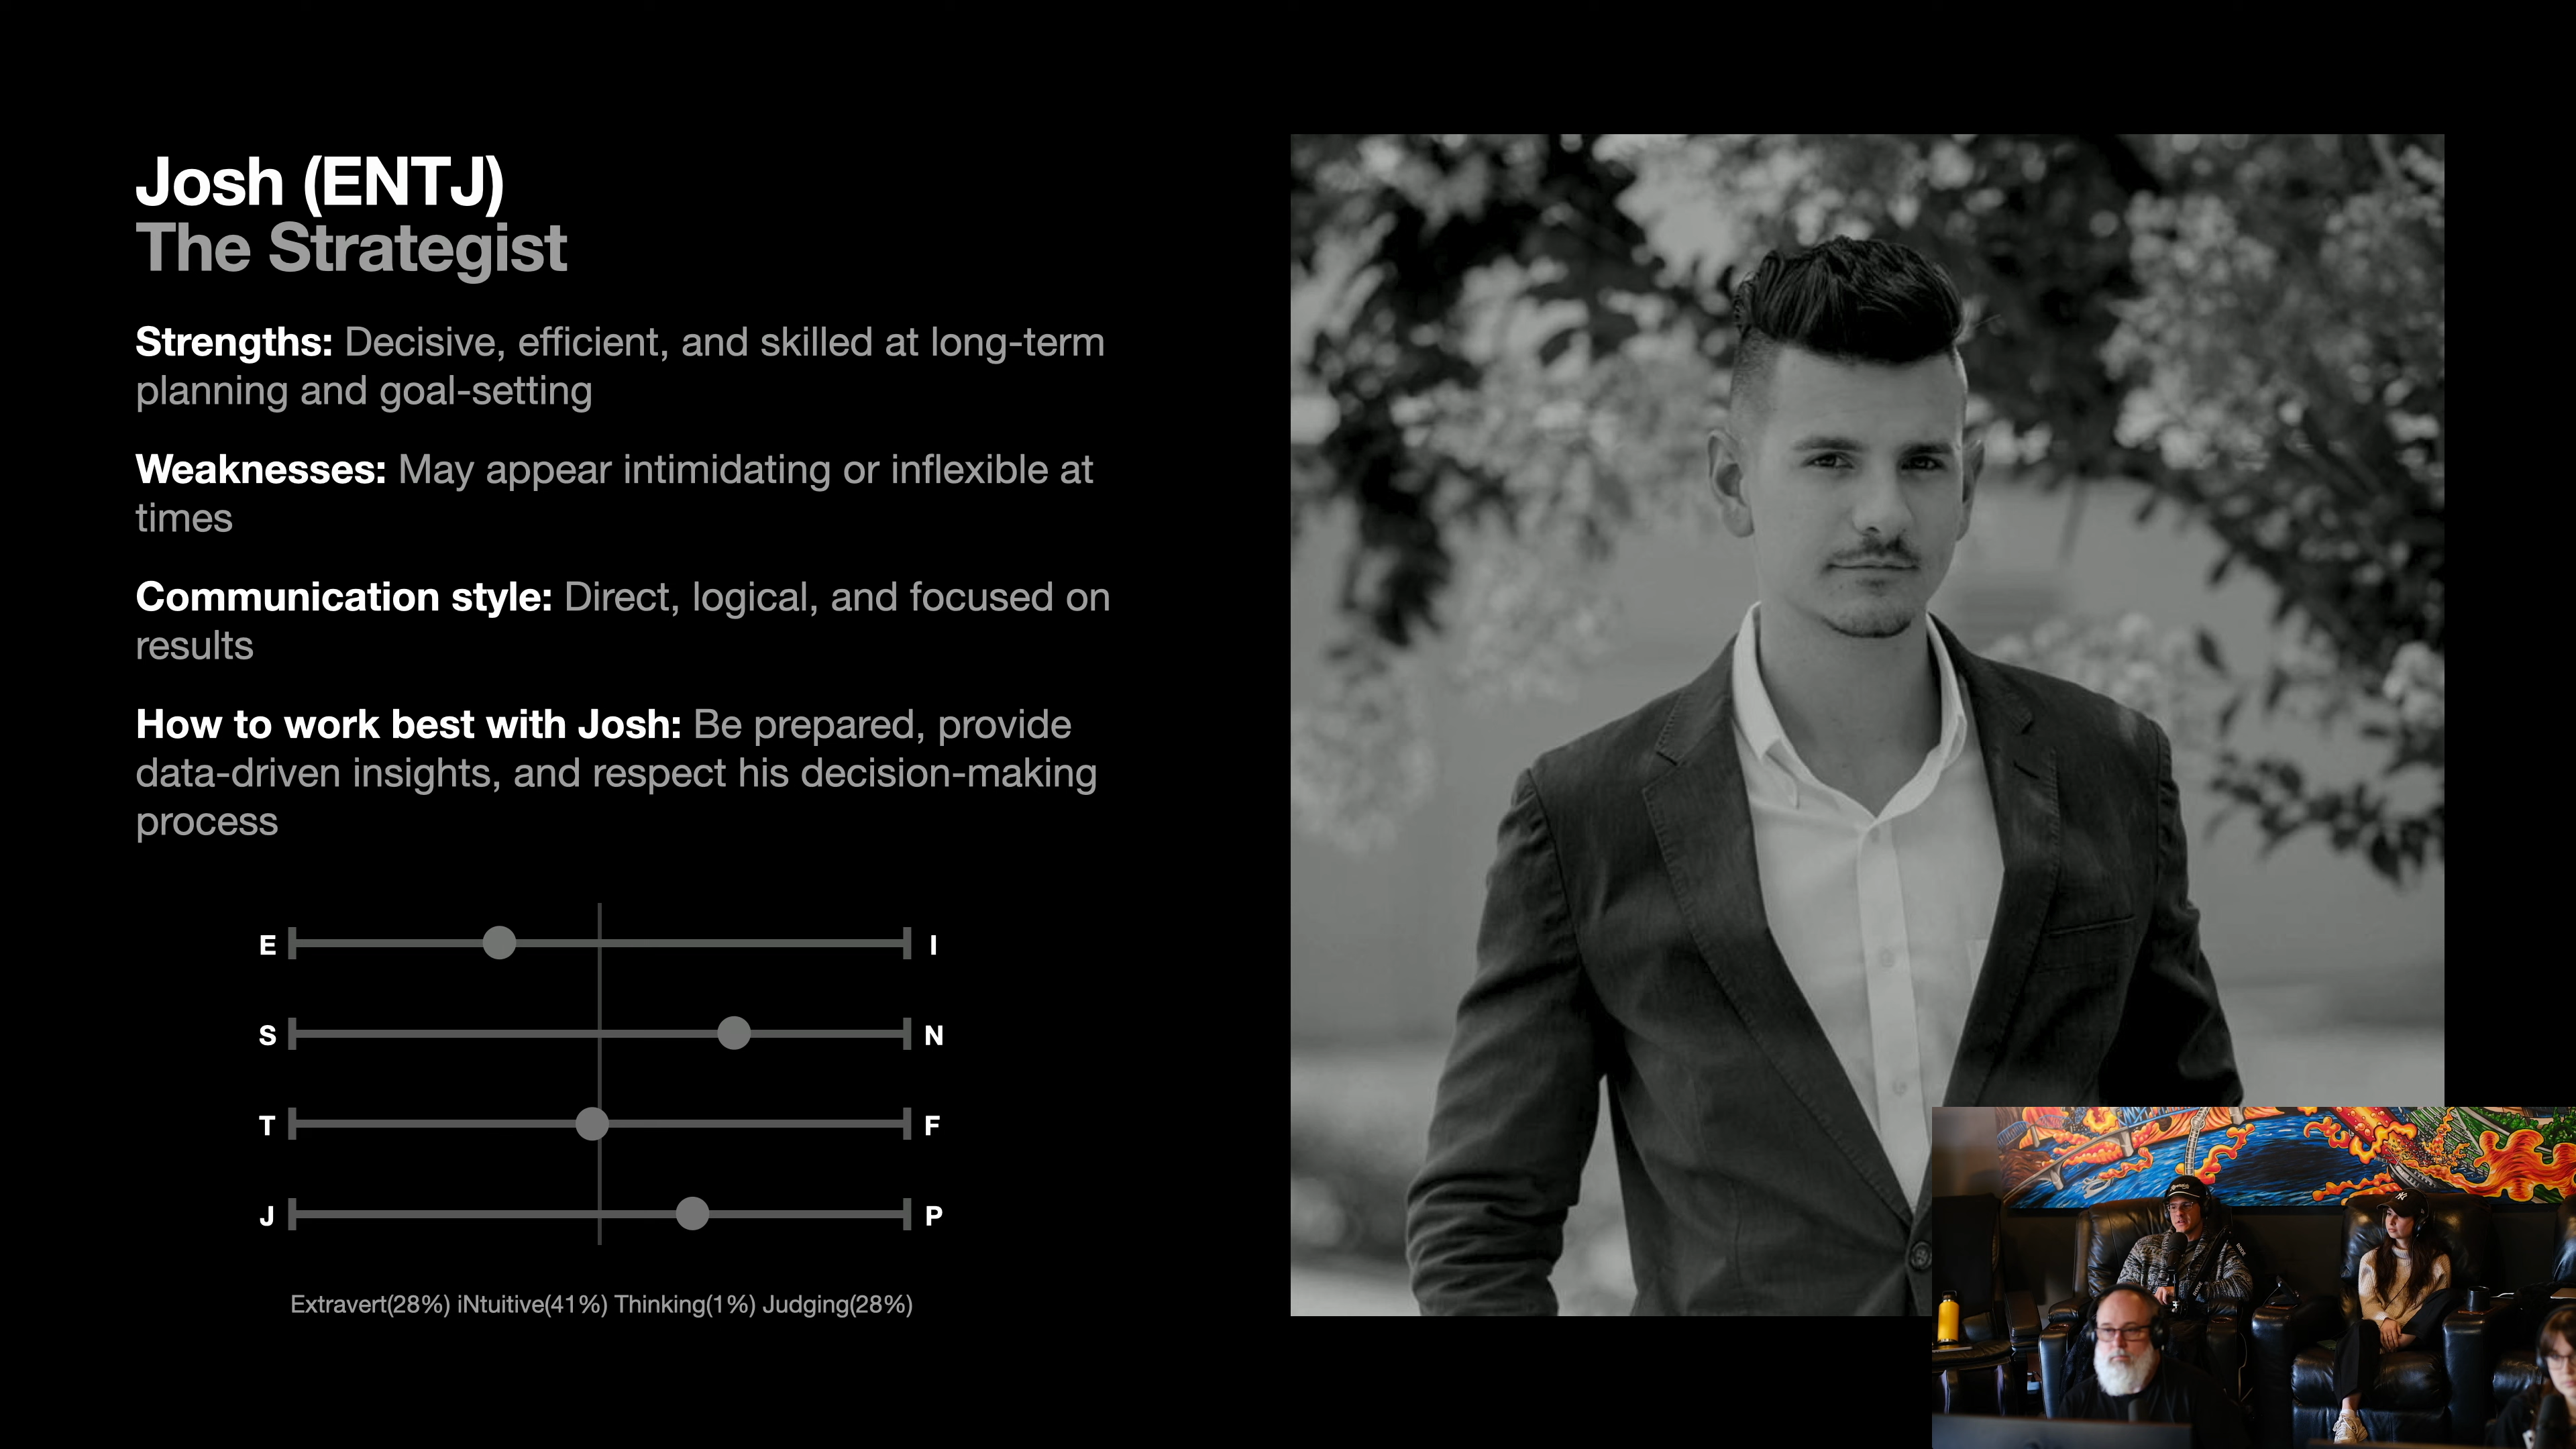 Josh (ENTJ)
The Strategist
Strengths: Decisive, efficient, and skilled at long-term
planning and goal-setting
Weaknesses: May appear intimidating or inflexible at
times
Communication style: Direct, logical, and focused on
results
How to work best with Josh: Be prepared, provide
data-driven insights, and respect his decision-making
process
E I
S N
T F
J P
Extravert(28%) iNtuitive(41%) Thinking(1%) Judging(28%)